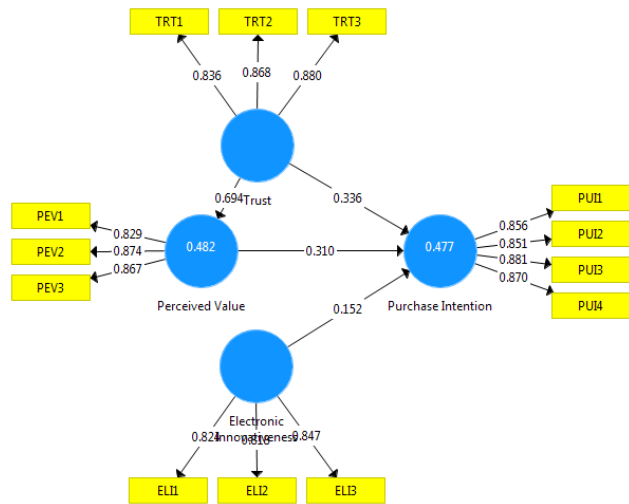 TRT1 TRT2 TRT3
0.836 0.868 0.880
Trust
0.694 0.336
PEV1
PEV2
PEV3
0.829
0.874
0.867
0.482
Perceived Value
0.310
0.477
Purchase Intention
0.856
0.851
0.881
0.870
PUI1
PUI2
PUI3
PUI4
0.152
Electronic
Innovativeness
0.847
ELI1 ELI2 ELI3